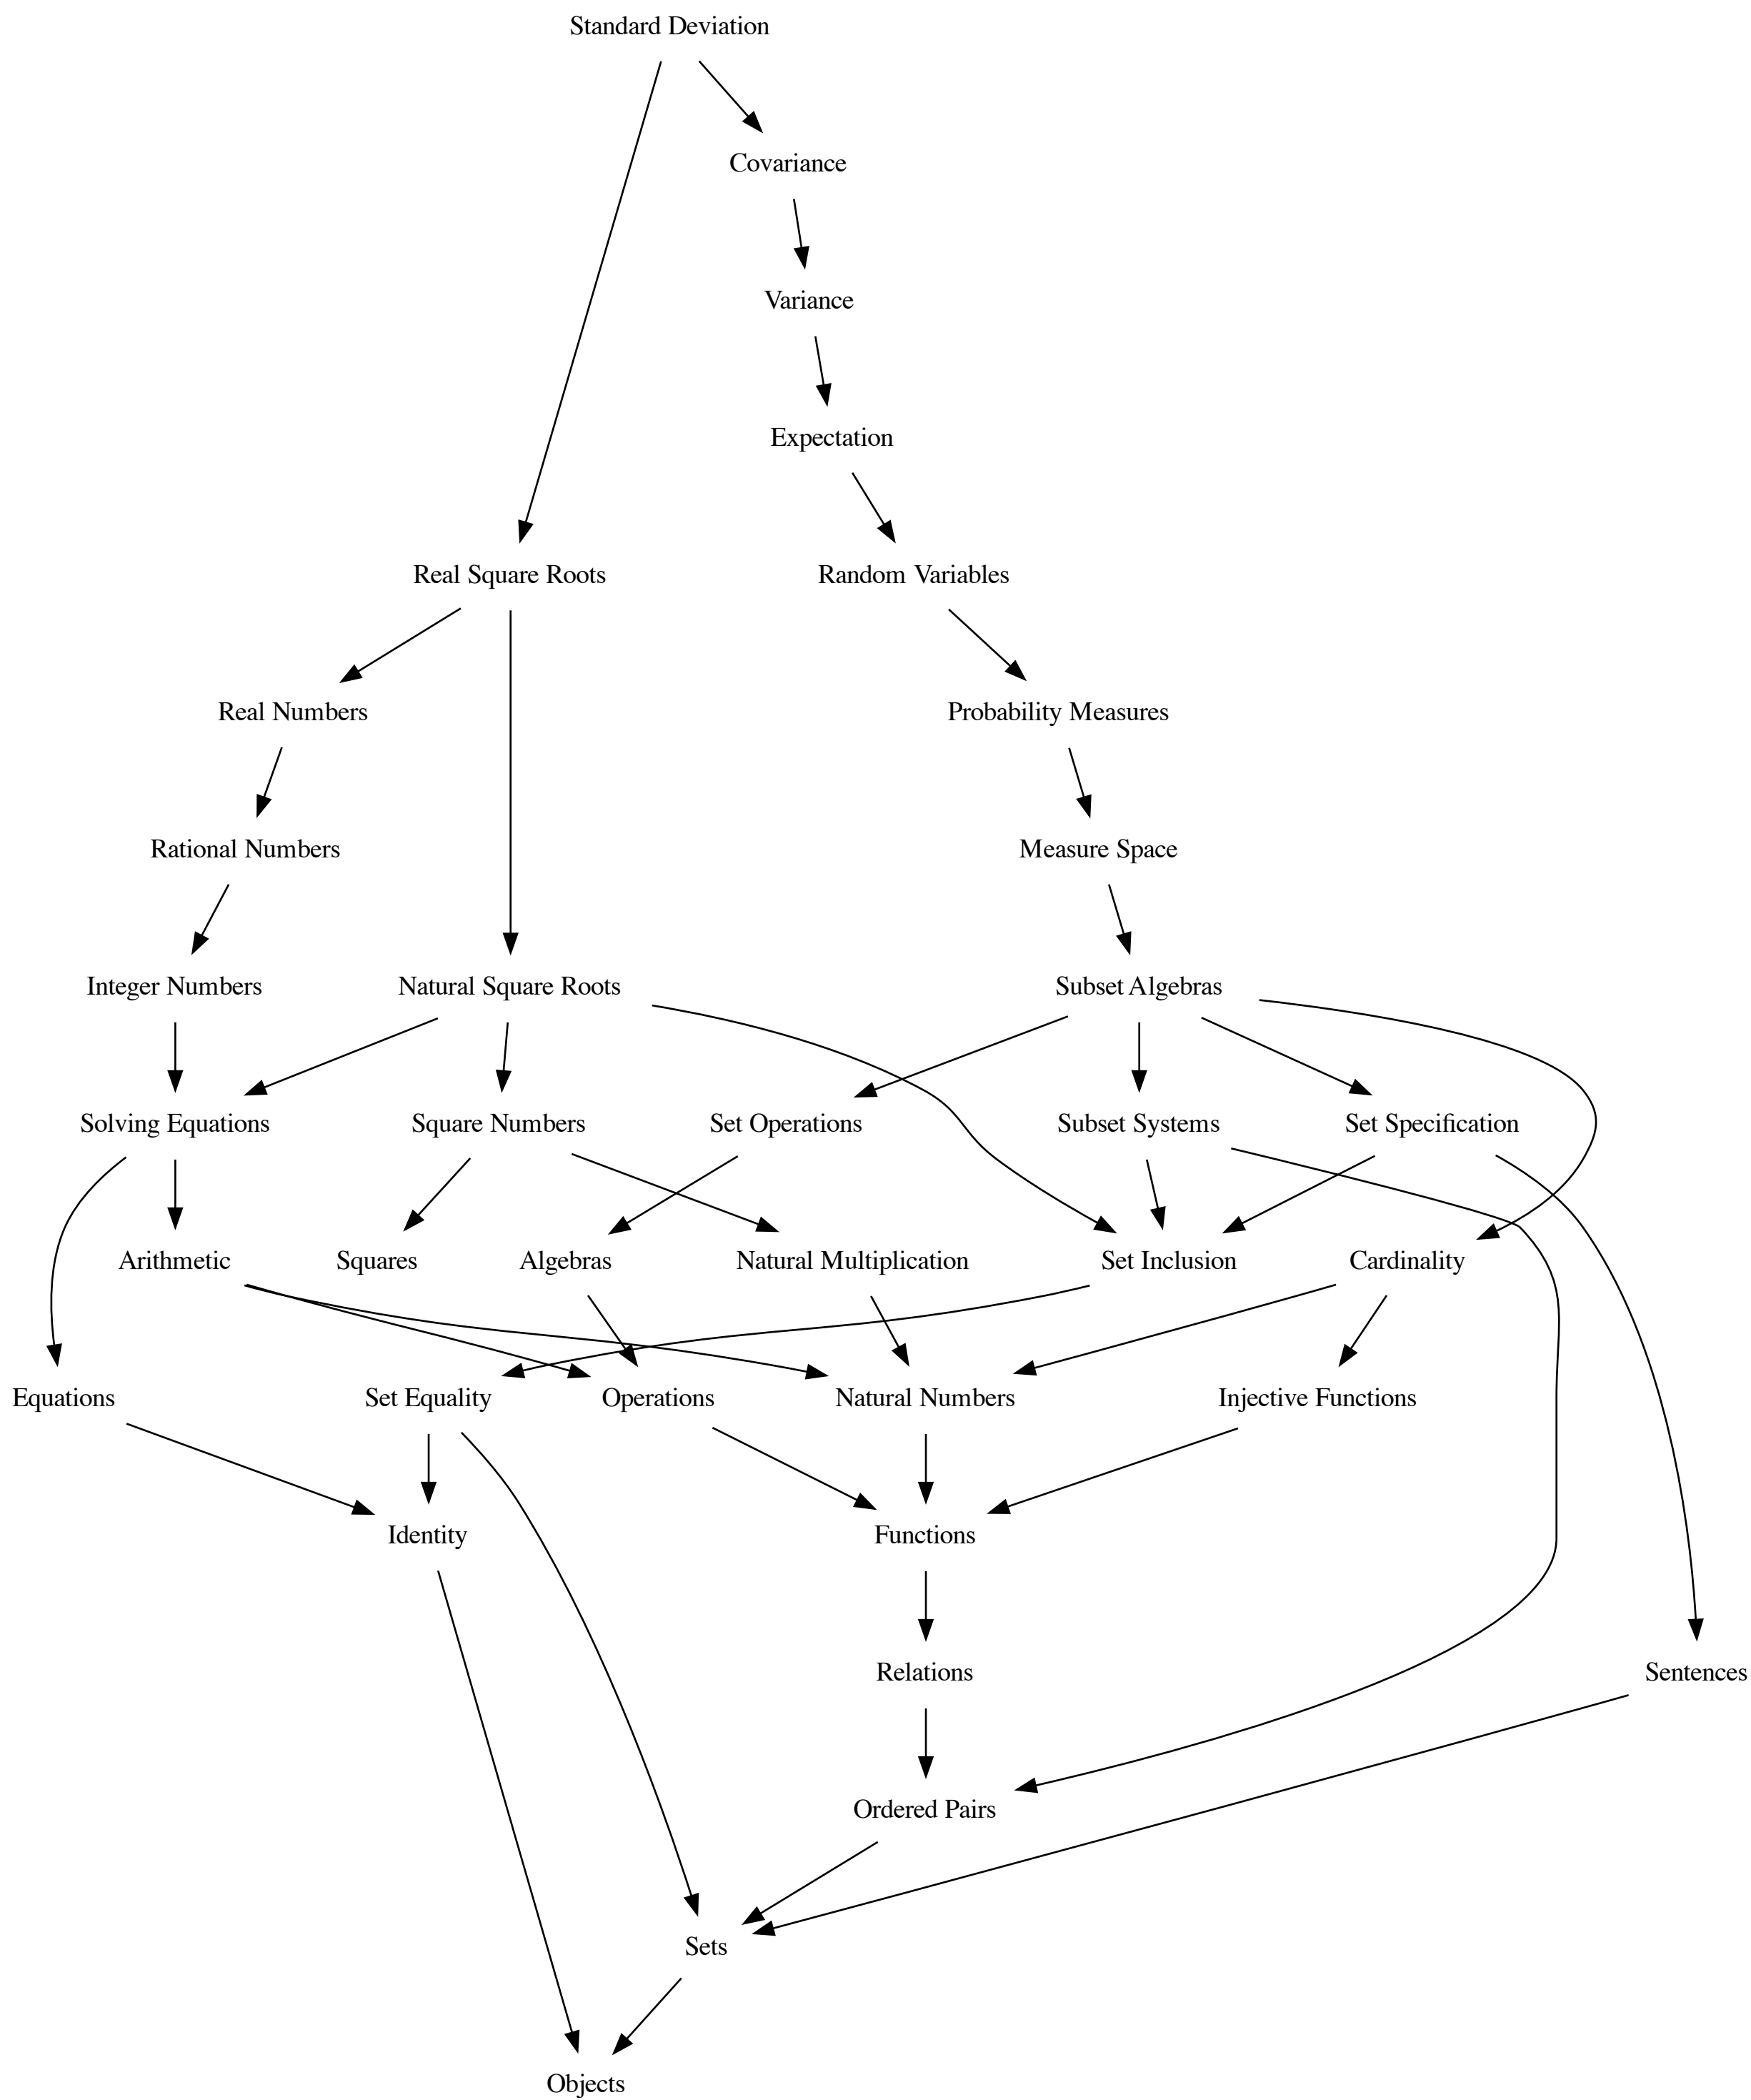 Standard Deviation
Covariance
Variance
Expectation
Real Square Roots
Random Variables
Real Numbers
Probability Measures
Rational Numbers
Measure Space
Integer Numbers
Natural Square Roots
Subset Algebras
Solving Equations
Square Numbers
Set Operations
Subset Systems
Set Specification
Arithmetic
Squares
Algebras
Natural Multiplication
Set Inclusion
Cardinality
Equations
Set Equality
Operations
Natural Numbers
Injective Functions
Identity
Functions
Relations
Sentences
Ordered Pairs
Sets
Objects